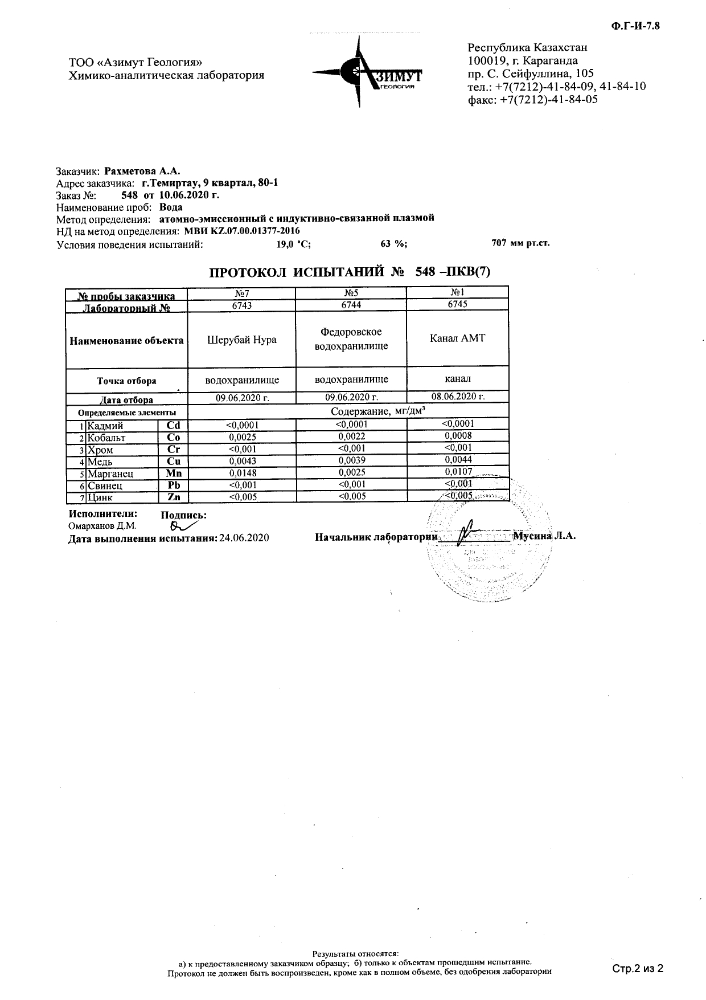 Ф.Г-И-7.8
ТОО «Азимут Геология»
Химико-аналитическая лаборатория
АЗИМУТ
ГЕОЛОГИЯ
Республика Казахстан
100019, г. Караганда
пр. С. Сейфуллина, 105
тел.: +7(7212)-41-84-09, 41-84-10
факс: +7(7212)-41-84-05
Заказчик: Рахметова А.А.
Адрес заказчика: г.Темиртау, 9 квартал, 80-1
Заказ №: 548 от 10.06.2020 г.
Наименование проб: Вода
Метод определения: атомно-эмиссионный с индуктивно-связанной плазмой
НД на метод определения: МВИ KZ.07.00.01377-2016
Условия поведения испытаний: 19,0 °С; 63 %; 707 мм рт.ст.
ПРОТОКОЛ ИСПЫТАНИЙ № 548 –ПКВ(7)
№ пробы заказчика №7 №5 №1
Лабораторный № 6743 6744 6745
Наименование объекта Шерубай Нура Федоровское водохранилище Канал АМТ
Точка отбора водохранилище водохранилище канал
Дата отбора 09.06.2020 г. 09.06.2020 г. 08.06.2020 г.
Определяемые элементы Содержание, мг/дм³
1 Кадмий Cd <0,0001 <0,0001 <0,0001
2 Кобальт Co 0,0025 0,0022 0,0008
3 Хром Cr <0,001 <0,001 <0,001
4 Медь Cu 0,0043 0,0039 0,0044
5 Марганец Mn 0,0148 0,0025 0,0107
6 Свинец Pb <0,001 <0,001 <0,001
7 Цинк Zn <0,005 <0,005 <0,005
Исполнители: Подпись:
Омарханов Д.М.
Дата выполнения испытания: 24.06.2020 Начальник лаборатории Мусина Л.А.
Результаты относятся:
а) к предоставленному заказчиком образцу; б) только к объектам прошедшим испытание.
Протокол не должен быть воспроизведен, кроме как в полном объеме, без одобрения лаборатории
Стр.2 из 2